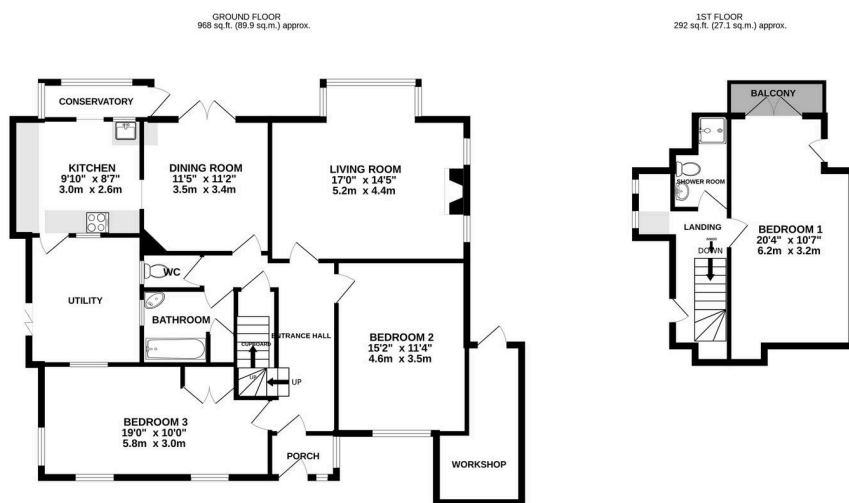 GROUND FLOOR
968 sq.ft. (89.9 sq.m.) approx.
1ST FLOOR
292 sq.ft. (27.1 sq.m.) approx.
CONSERVATORY
KITCHEN
9'10" x 8'7"
3.0m x 2.6m
DINING ROOM
11'5" x 11'2"
3.5m x 3.4m
LIVING ROOM
17'0" x 14'5"
5.2m x 4.4m
WC
UTILITY
BATHROOM
CUPBOARD
ENTRANCE HALL
UP
UP
BEDROOM 2
15'2" x 11'4"
4.6m x 3.5m
BEDROOM 3
19'0" x 10'0"
5.8m x 3.0m
PORCH
WORKSHOP
BALCONY
SHOWER ROOM
LANDING
DOWN
BEDROOM 1
20'4" x 10'7"
6.2m x 3.2m